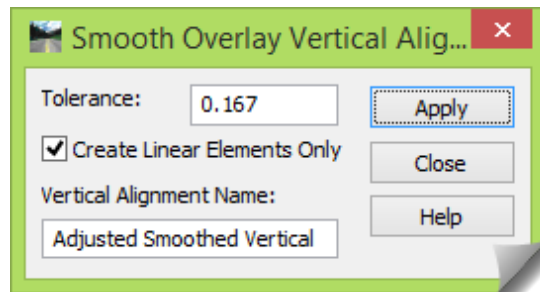 Smooth Overlay Vertical Alig...
Tolerance: 0.167 Apply
Create Linear Elements Only Close
Vertical Alignment Name: Help
Adjusted Smoothed Vertical